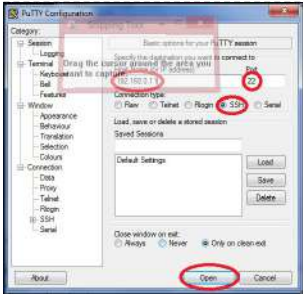 PuTTY Configuration
Category:
Session
Logging
Terminal
Keyboard
Bell
Features
Window
Appearance
Behaviour
Translation
Selection
Colours
Connection
Data
Proxy
Telnet
Rlogin
SSH
Serial
Basic options for your PuTTY session
Specify the destination you want to connect to
Drag the cursor around the area you
want to capture.
Port
22
Connection type:
Raw Telnet Rlogin SSH Serial
Load, save or delete a stored session
Saved Sessions
Default Settings
Load
Save
Delete
Close window on exit:
Always Never Only on clean exit
About
Open
Cancel